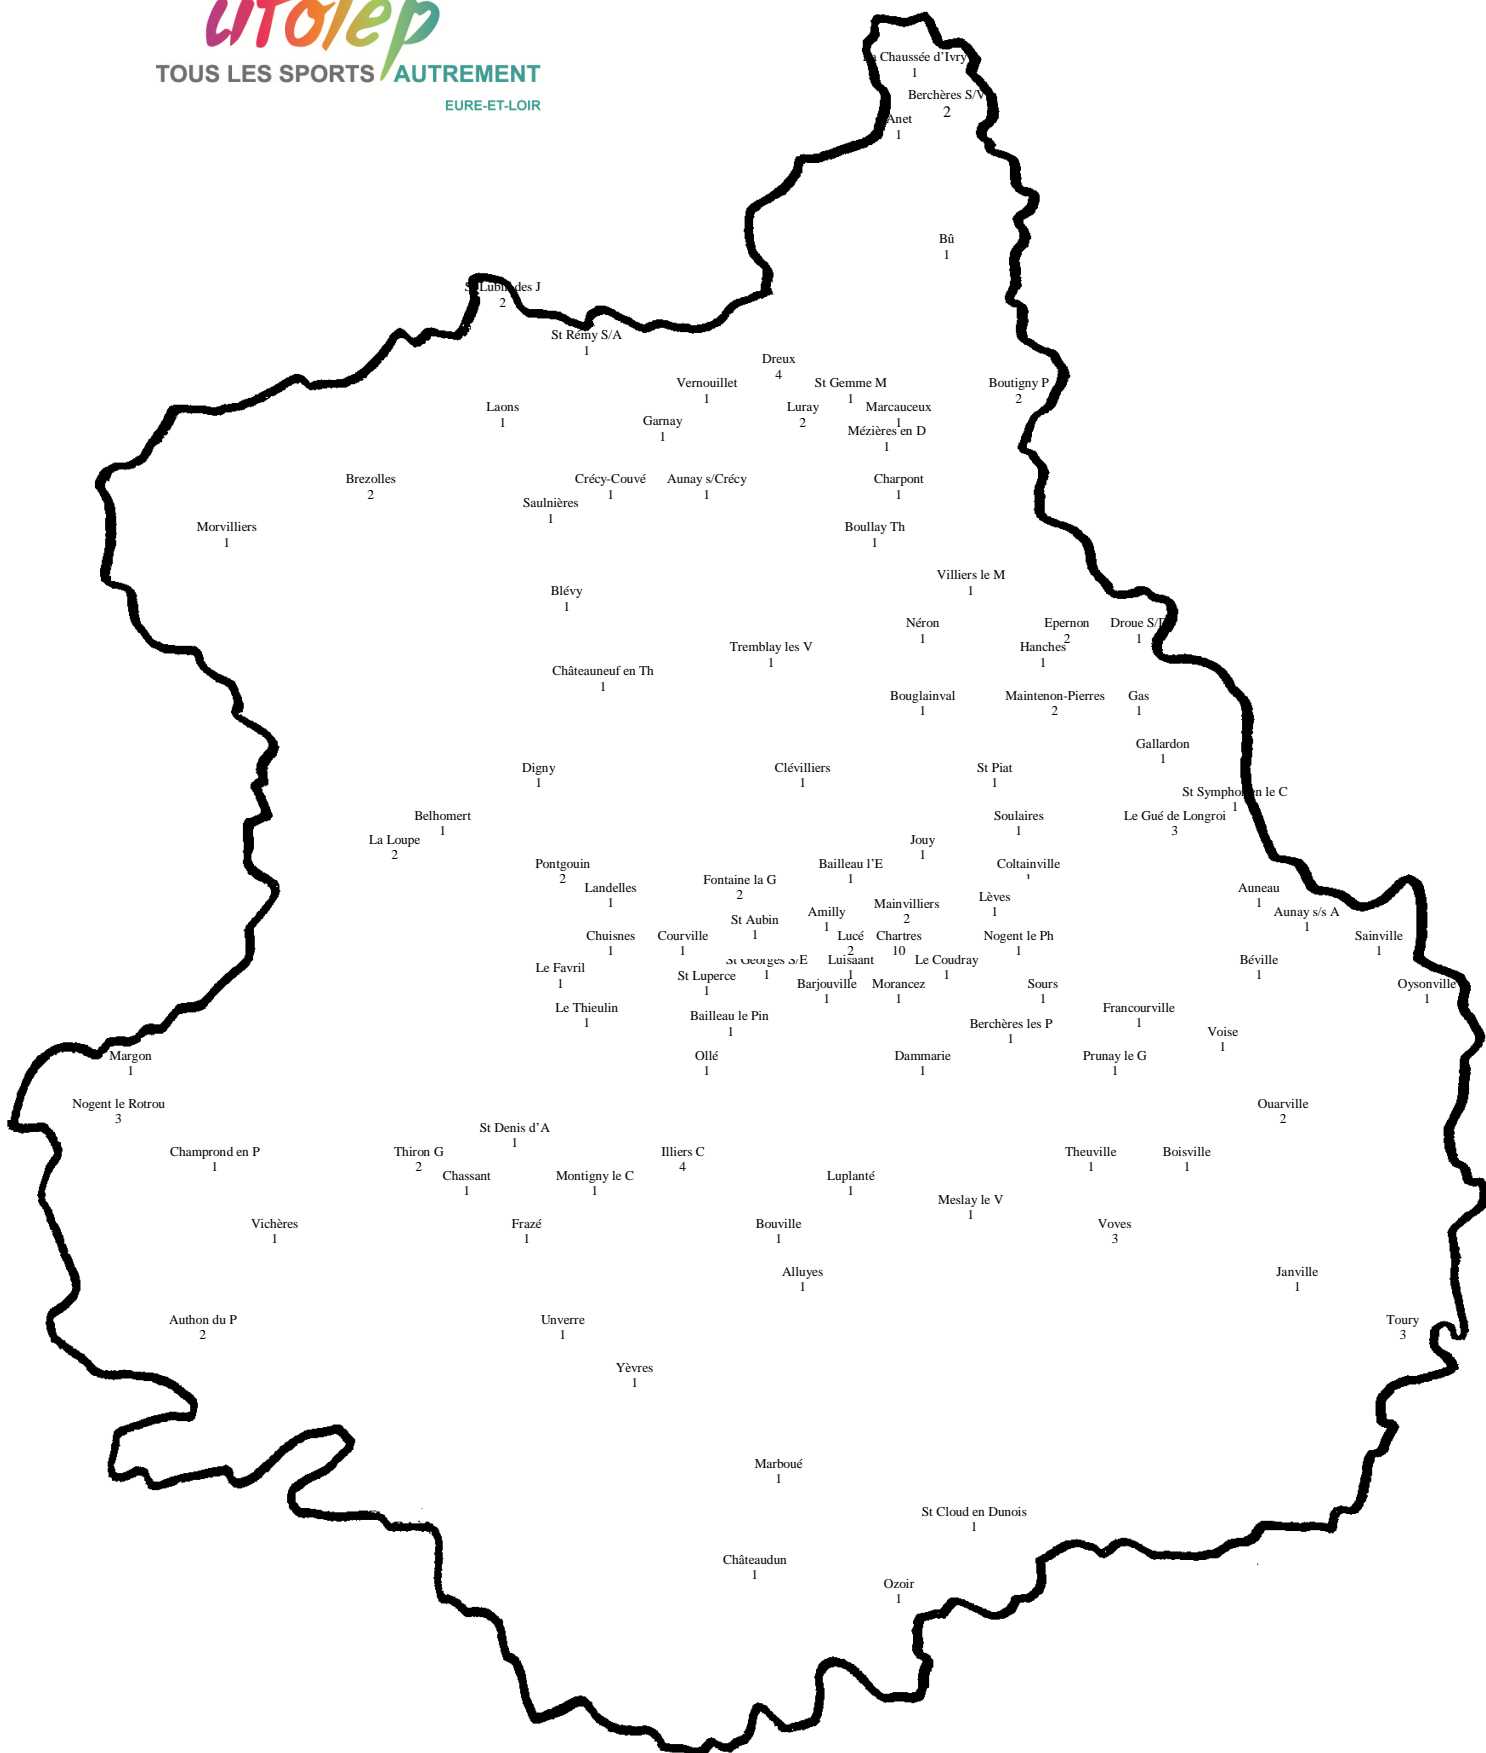 ufolep
TOUS LES SPORTS AUTREMENT
EURE-ET-LOIR
Chaussée d'Ivry
1
Berchères S/V
2
Anet
1
Bû
1
St Lubin des J
2
St Rémy S/A
1
Dreux
4
Vernouillet
1
St Gemme M
1
Boutigny P
2
Laons
1
Garnay
1
Luray
2
Marcauceux
1
Mézières en D
1
Brezolles
2
Crécy-Couvé
1
Aunay s/Crécy
1
Charpont
1
Saulnières
1
Morvilliers
1
Boullay Th
1
Villiers le M
1
Blévy
1
Néron
1
Epernon
2
Droue S/D
1
Tremblay les V
1
Hanches
1
Châteauneuf en Th
1
Bouglainval
1
Maintenon-Pierres
2
Gas
1
Gallardon
1
Digny
1
Clévilliers
1
St Piat
1
St Symphorien le C
1
Belhomert
1
Soulaires
1
Le Gué de Longroi
3
La Loupe
2
Jouy
1
Pontgouin
2
Bailleau l'E
1
Coltainville
1
Landelles
1
Fontaine la G
2
Auneau
1
Mainvilliers
2
Lèves
1
St Aubin
1
Amilly
1
Aunay s/s A
1
Chuisnes
1
Courville
1
Lucé
2
Chartres
10
Nogent le Ph
1
Sainville
1
Le Favril
1
St Georges S/E
1
Luisaant
1
Le Coudray
1
Béville
1
St Luperce
1
Barjouville
1
Morancez
1
Sours
1
Oysonville
1
Le Thieulin
1
Bailleau le Pin
1
Berchères les P
1
Francourville
1
Voise
1
Margon
1
Ollé
1
Dammarie
1
Prunay le G
1
Nogent le Rotrou
3
Ouarville
2
St Denis d'A
1
Champrond en P
1
Thiron G
2
Illiers C
4
Theuville
1
Boisville
1
Chassant
1
Montigny le C
1
Luplanté
1
Meslay le V
1
Vichères
1
Frazé
1
Bouville
1
Voves
3
Alluyes
1
Janville
1
Authon du P
2
Unverre
1
Toury
3
Yèvres
1
Marboué
1
St Cloud en Dunois
1
Châteaudun
1
Ozoir
1